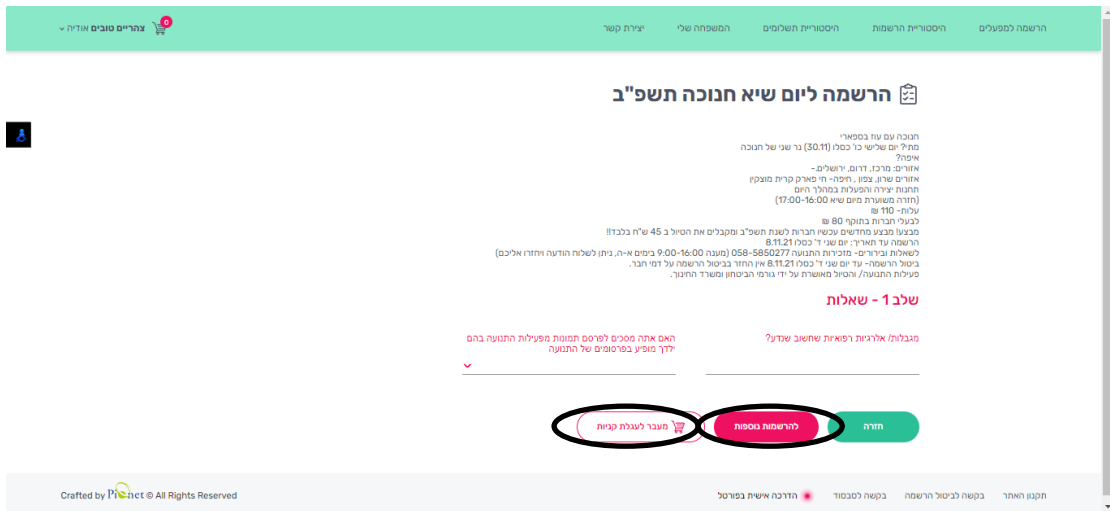 הרשמה למפעלים
היסטוריית הרשמות
היסטוריית תשלומים
המשפחה שלי
יצירת קשר
0
צהריים טובים אודיה
הרשמה ליום שיא חנוכה תשפ"ב
חנוכה עם עוז בספארי
מתי? יום שלישי כו' כסלו (30.11) נר שני של חנוכה
איפה?
אזורים: מרכז, דרום, ירושלים.-
אזורים שרון, צפון , חיפה- חי פארק קרית מוצקין
תחנות יצירה והפעלות במהלך היום
(חזרה משוערת מיום שיא 17:00-16:00)
עלות- 110 ₪
לבעלי חברות בתוקף 80 ₪
מבצע! מבצע מחדשים עכשיו חברות לשנת תשפ"ב ומקבלים את הטיול ב 45 ש"ח בלבד!!
הרשמה עד תאריך: יום שני ד' כסלו 8.11.21
לשאלות ובירורים- מזכירות התנועה 058-5850277 (מענה 9:00-16:00 בימים א-ה, ניתן לשלוח הודעה ויחזרו אליכם)
ביטול הרשמה- עד יום שני ד' כסלו 8.11.21 אין החזר בביטול הרשמה על דמי חבר.
פעילות התנועה/ והטיול מאושרת על ידי גורמי הביטחון ומשרד החינוך.
שלב 1 - שאלות
מגבלות/ אלרגיות רפואיות שחשוב שנדע?
האם אתה מסכים לפרסם תמונות מפעילות התנועה בהם
ילדך מופיע בפרסומים של התנועה
חזרה
להרשמות נוספות
מעבר לעגלת קניות
תקנון האתר
בקשה לביטול הרשמה
בקשה לסבסוד
הדרכה אישית בפורטל
Crafted by Pionet © All Rights Reserved